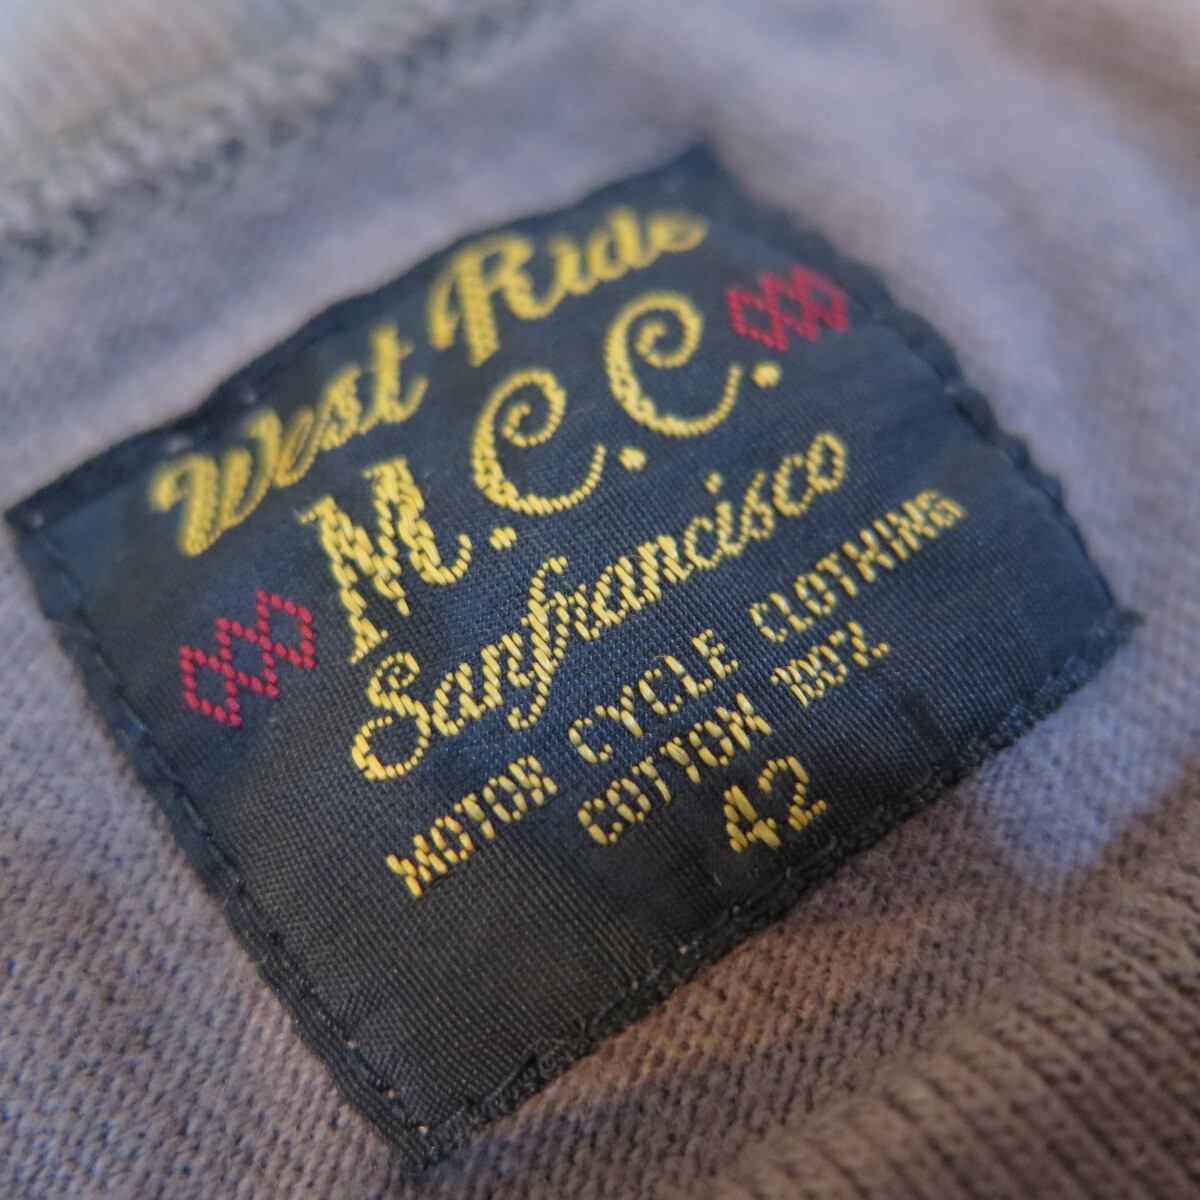 West Ride
M.C.C.
Sanfrancisco
MOTOR CYCLE CLOTHING
COTTON 100%
42